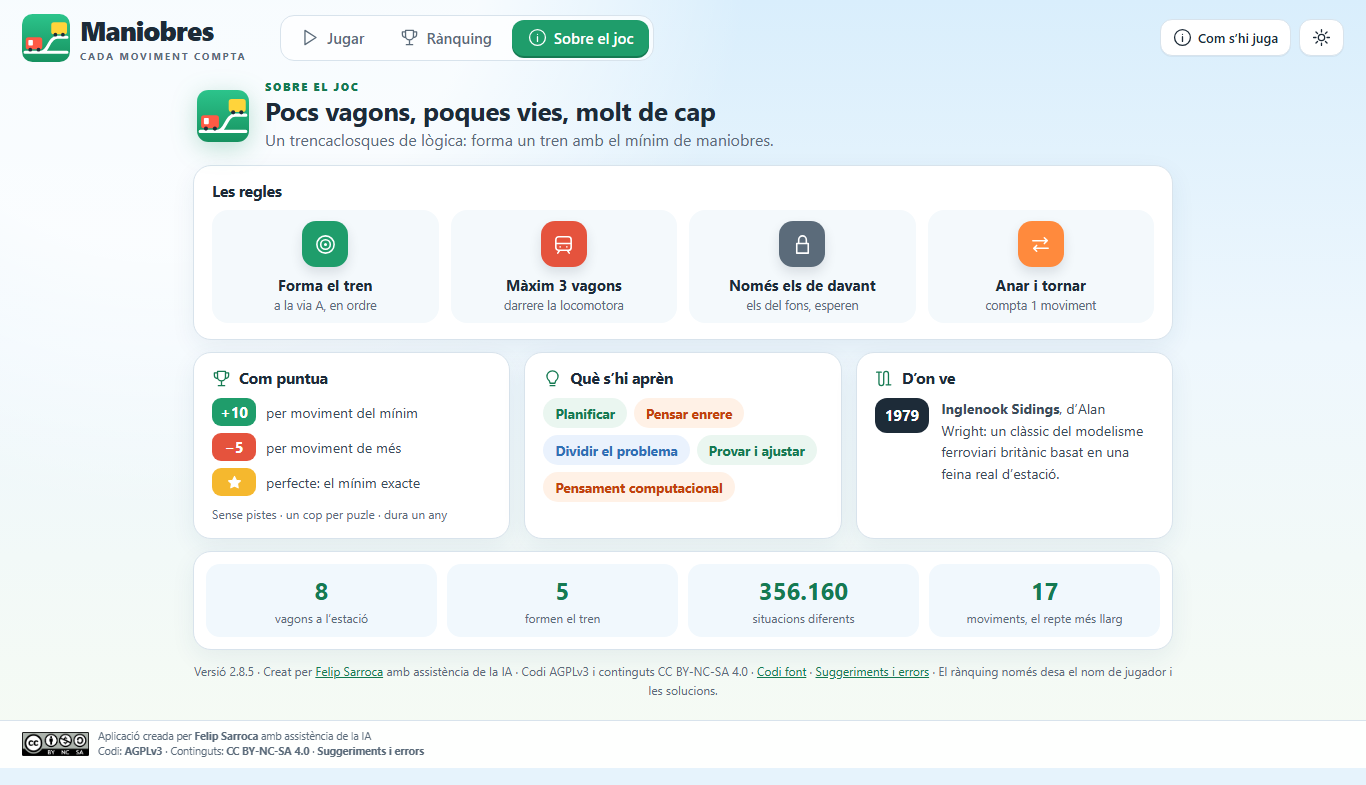 Maniobres
CADA MOVIMENT COMPTA
Jugar
Rànquing
Sobre el joc
Com s’hi juga
SOBRE EL JOC
Pocs vagons, poques vies, molt de cap
Un trencaclosques de lògica: forma un tren amb el mínim de maniobres.
Les regles
Forma el tren
a la via A, en ordre
Màxim 3 vagons
darrere la locomotora
Només els de davant
els del fons, esperen
Anar i tornar
compta 1 moviment
Com puntua
+10 per moviment del mínim
−5 per moviment de més
perfecte: el mínim exacte
Sense pistes · un cop per puzle · dura un any
Què s’hi aprèn
Planificar
Pensar enrere
Dividir el problema
Provar i ajustar
Pensament computacional
D’on ve
1979
Inglenook Sidings, d’Alan
Wright: un clàssic del modelisme
ferroviari britànic basat en una
feina real d’estació.
8
vagons a l’estació
5
formen el tren
356.160
situacions diferents
17
moviments, el repte més llarg
Versió 2.8.5 · Creat per Felip Sarroca amb assistència de la IA · Codi AGPLv3 i continguts CC BY-NC-SA 4.0 · Codi font · Suggeriments i errors · El rànquing només desa el nom de jugador i
les solucions.
cc BY NC SA
Aplicació creada per Felip Sarroca amb assistència de la IA
Codi: AGPLv3 · Continguts: CC BY-NC-SA 4.0 · Suggeriments i errors